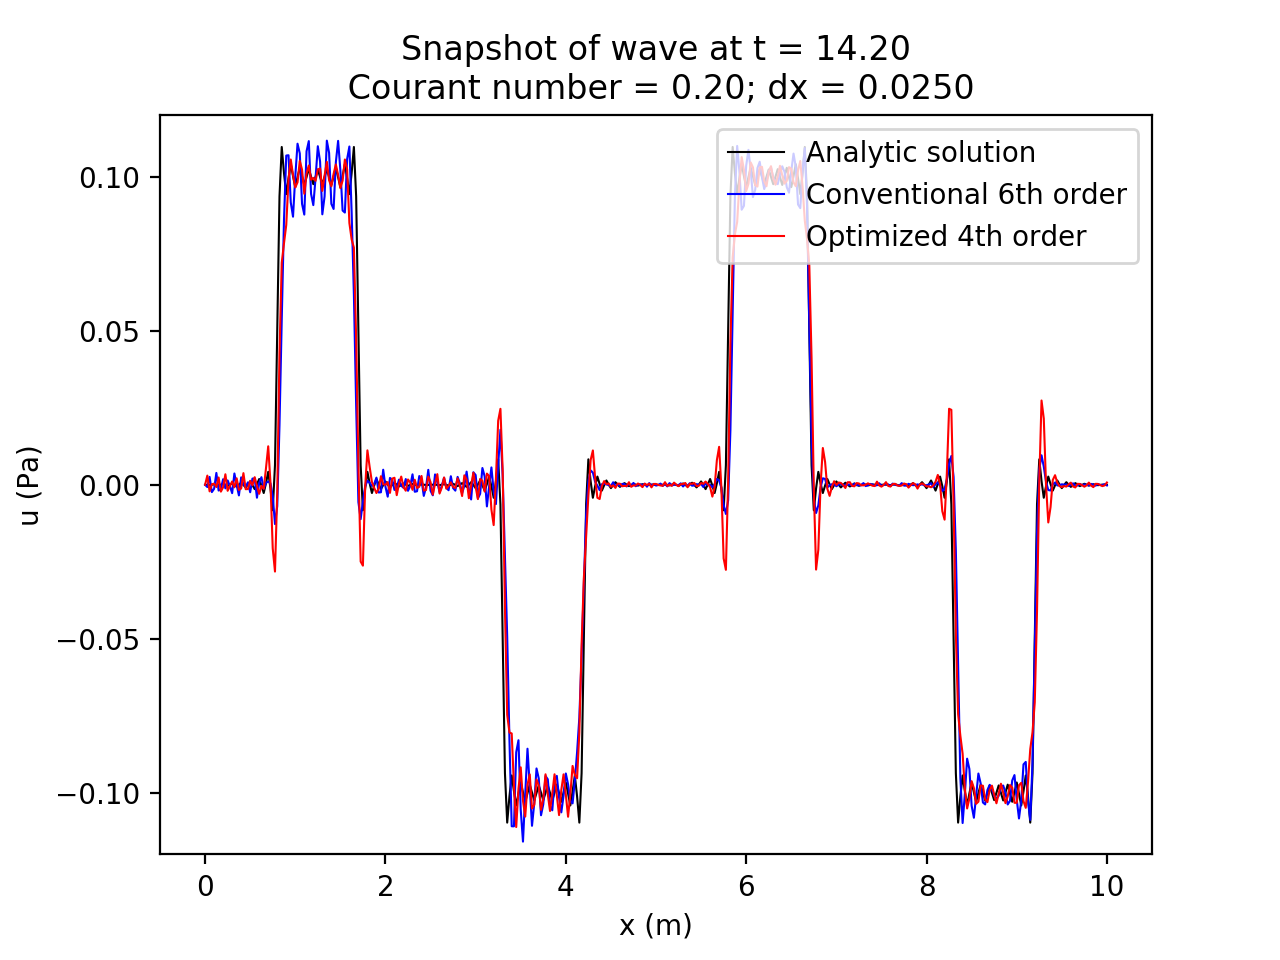 Snapshot of wave at t = 14.20
Courant number = 0.20; dx = 0.0250
Analytic solution
Conventional 6th order
Optimized 4th order
u (Pa)
0.10
0.05
0.00
−0.05
−0.10
0 2 4 6 8 10
x (m)